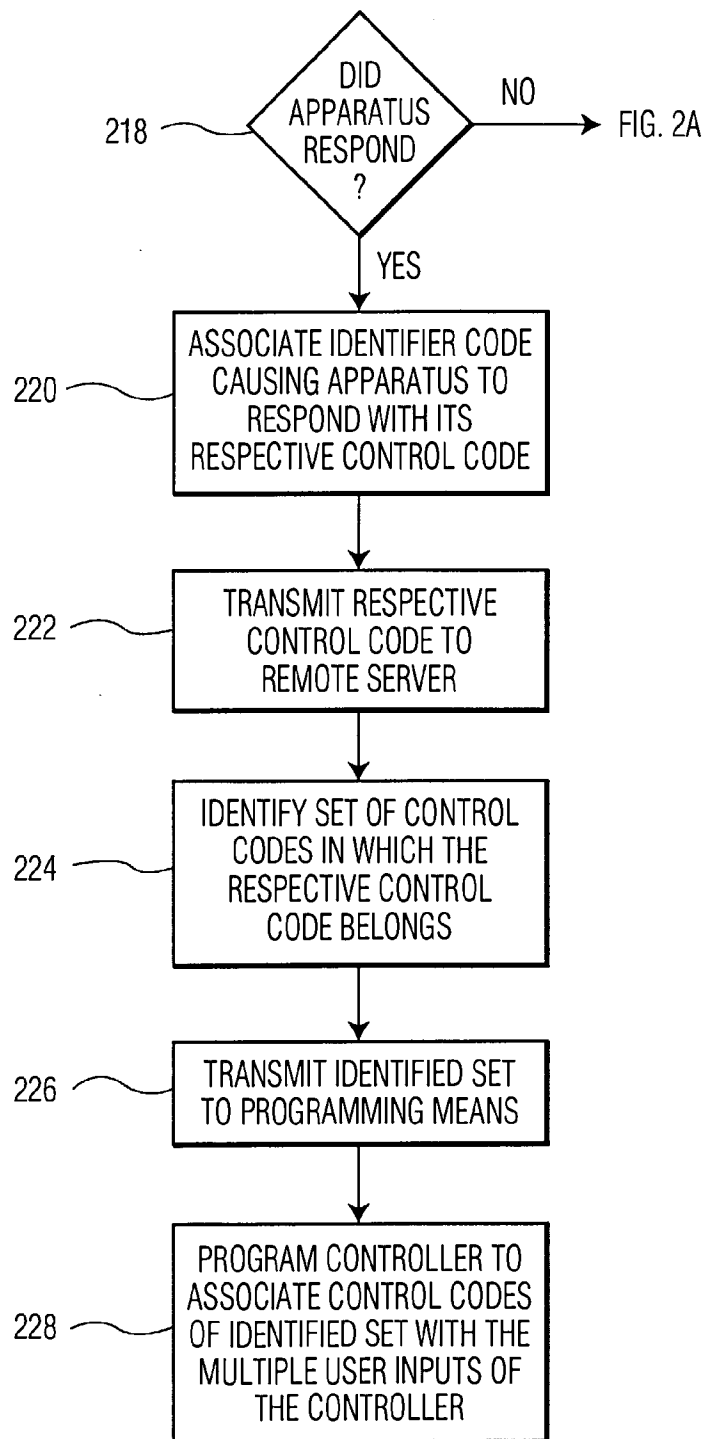 DID
APPARATUS
RESPOND
?
218
NO
FIG. 2A
YES
220
ASSOCIATE IDENTIFIER CODE
CAUSING APPARATUS TO
RESPOND WITH ITS
RESPECTIVE CONTROL CODE
222
TRANSMIT RESPECTIVE
CONTROL CODE TO
REMOTE SERVER
224
IDENTIFY SET OF CONTROL
CODES IN WHICH THE
RESPECTIVE CONTROL
CODE BELONGS
226
TRANSMIT IDENTIFIED SET
TO PROGRAMMING MEANS
228
PROGRAM CONTROLLER TO
ASSOCIATE CONTROL CODES
OF IDENTIFIED SET WITH THE
MULTIPLE USER INPUTS OF
THE CONTROLLER